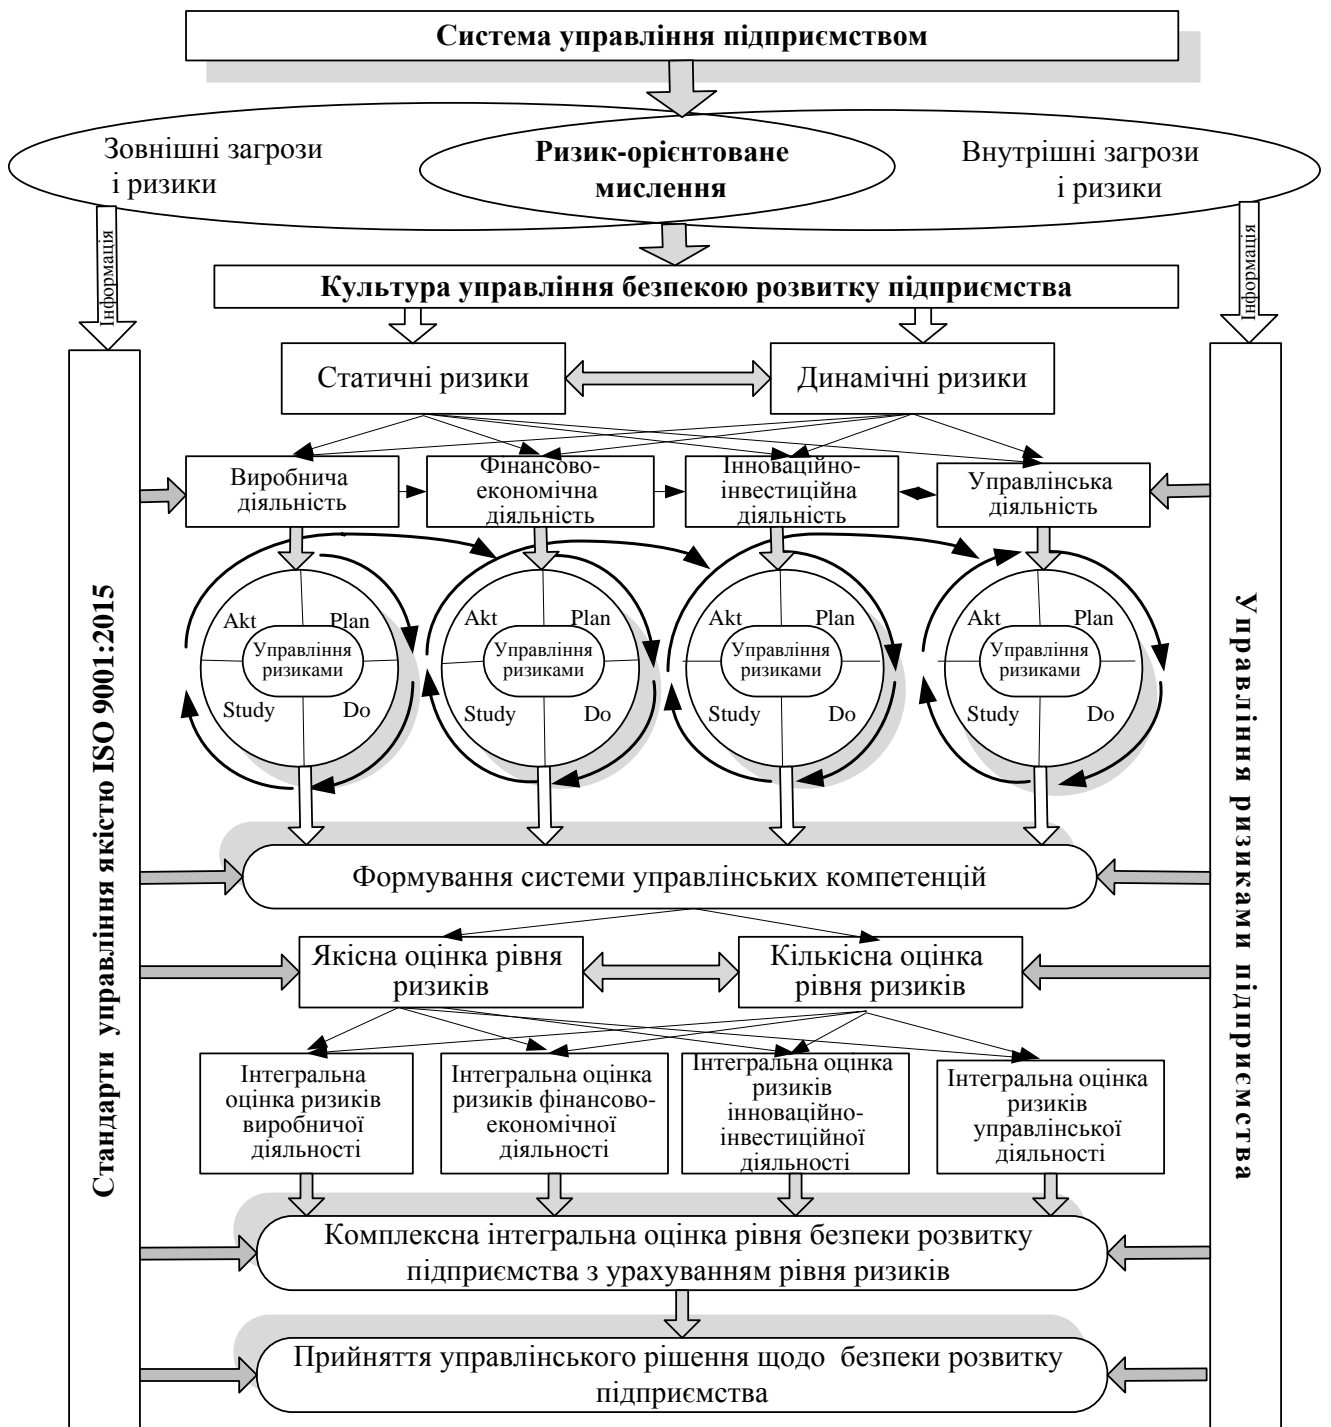 Система управління підприємством
Зовнішні загрози
і ризики
Ризик-орієнтоване
мислення
Внутрішні загрози
і ризики
Інформація
Інформація
Культура управління безпекою розвитку підприємства
Статичні ризики
Динамічні ризики
Виробнича
діяльність
Фінансово-
економічна
діяльність
Інноваційно-
інвестиційна
діяльність
Управлінська
діяльність
Akt
Plan
Управління
ризиками
Study
Do
Akt
Plan
Управління
ризиками
Study
Do
Akt
Plan
Управління
ризиками
Study
Do
Akt
Plan
Управління
ризиками
Study
Do
Стандарти управління якістю ISO 9001:2015
Управління ризиками підприємства
Формування системи управлінських компетенцій
Якісна оцінка рівня
ризиків
Кількісна оцінка
рівня ризиків
Інтегральна
оцінка ризиків
виробничої
діяльності
Інтегральна оцінка
ризиків фінансово-
економічної
діяльності
Інтегральна оцінка
ризиків
інноваційно-
інвестиційної
діяльності
Інтегральна оцінка
ризиків
управлінської
діяльності
Комплексна інтегральна оцінка рівня безпеки розвитку
підприємства з урахуванням рівня ризиків
Прийняття управлінського рішення щодо безпеки розвитку
підприємства